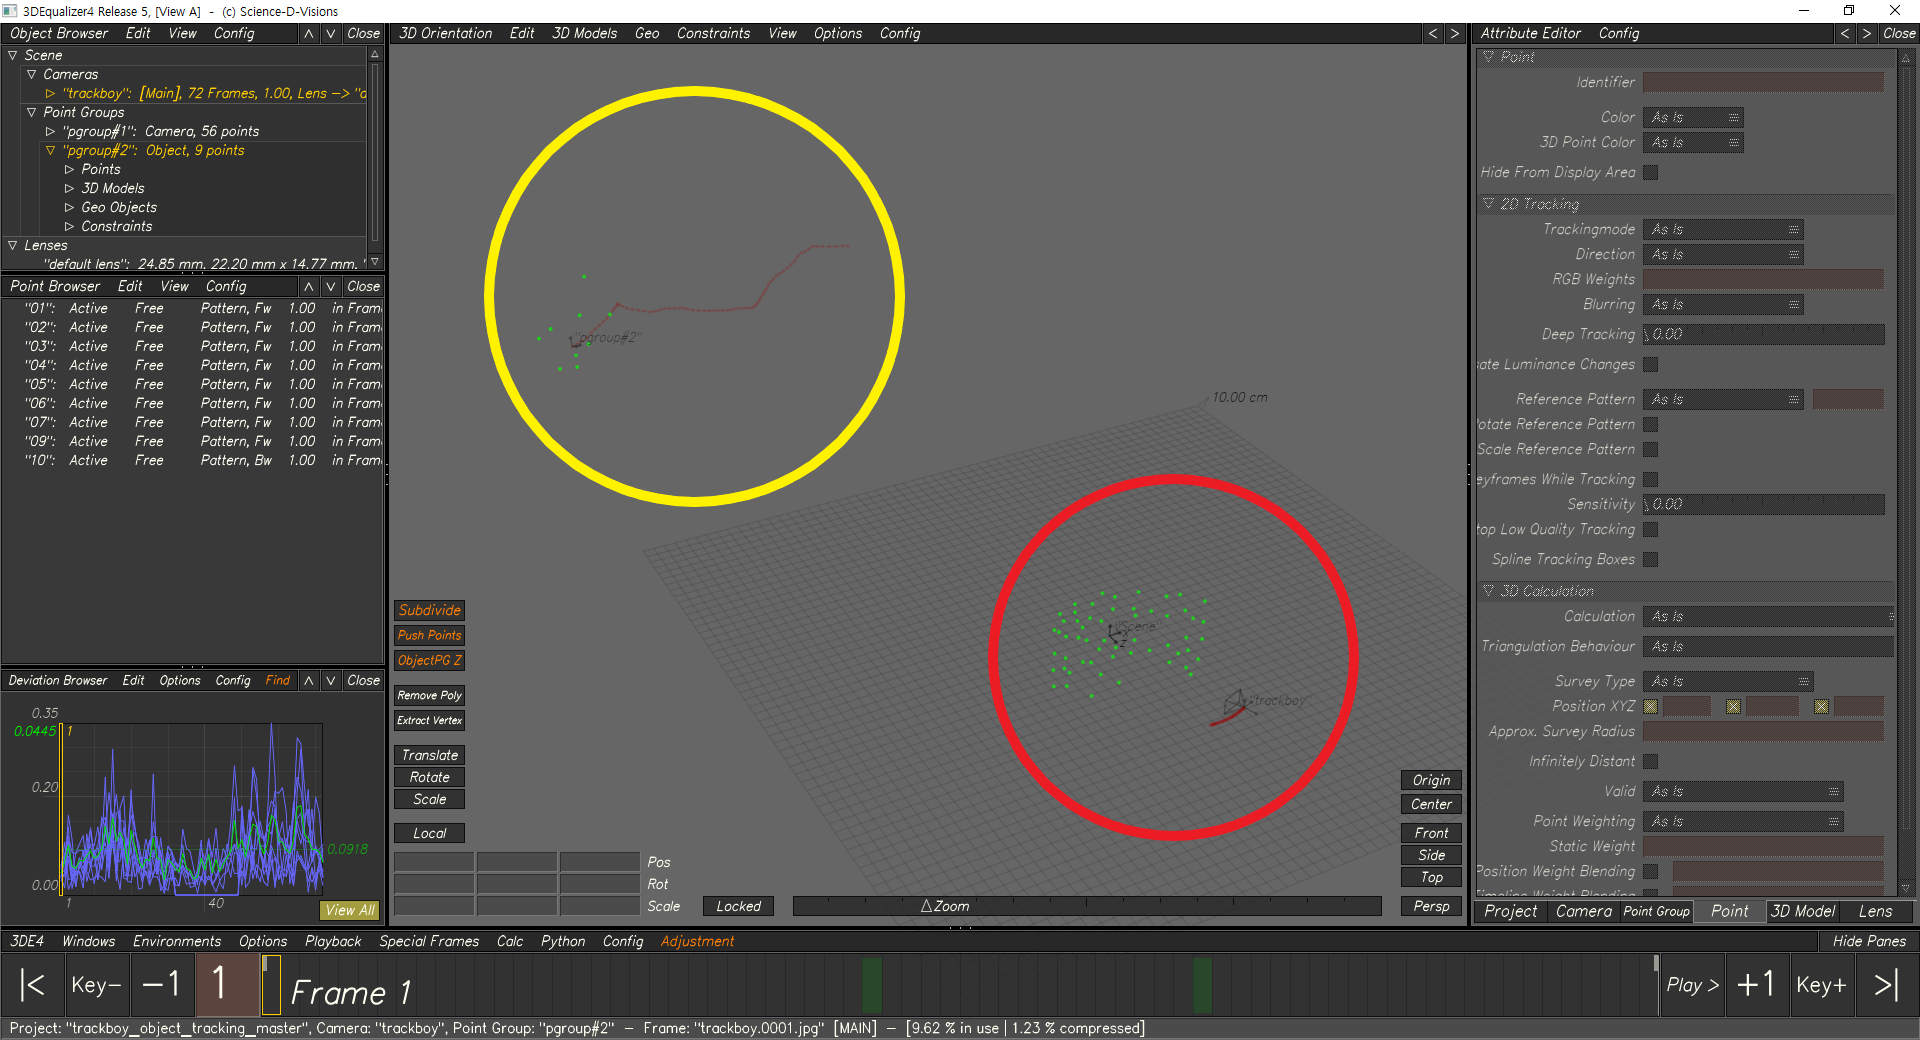 3DEqualizer4 Release 5, [View A]  -  (c) Science-D-Visions
Object Browser Edit View Config Close
Scene
Cameras
"trackboy": [Main], 72 Frames, 1.00, Lens -> "d
Point Groups
"pgroup#1": Camera, 56 points
"pgroup#2": Object, 9 points
Points
3D Models
Geo Objects
Constraints
Lenses
"default lens": 24.85 mm, 22.20 mm x 14.77 mm, "
Point Browser Edit View Config Close
"01": Active Free Pattern, Fw 1.00 in Fram
"02": Active Free Pattern, Fw 1.00 in Fram
"03": Active Free Pattern, Fw 1.00 in Fram
"04": Active Free Pattern, Fw 1.00 in Fram
"05": Active Free Pattern, Fw 1.00 in Fram
"06": Active Free Pattern, Fw 1.00 in Fram
"07": Active Free Pattern, Fw 1.00 in Fram
"09": Active Free Pattern, Fw 1.00 in Fram
"10": Active Free Pattern, Bw 1.00 in Fram
Deviation Browser Edit Options Config Find Close
0.35
0.0445 1
0.20
0.0918
0.00
1 40
View All
3D Orientation Edit 3D Models Geo Constraints View Options Config < >
"pgroup#2"
10.00 cm
"Scene"
Z
"trackboy"
Subdivide
Push Points
ObjectPG Z
Remove Poly
Extract Vertex
Translate
Rotate
Scale
Local
Pos
Rot
Scale Locked Zoom
Origin
Center
Front
Side
Top
Persp
Attribute Editor Config < > Close
Point
Identifier
Color As Is
3D Point Color As Is
Hide From Display Area
2D Tracking
Trackingmode As Is
Direction As Is
RGB Weights
Blurring As Is
Deep Tracking 0.00
sate Luminance Changes
Reference Pattern As Is
Rotate Reference Pattern
Scale Reference Pattern
eyframes While Tracking
Sensitivity 0.00
top Low Quality Tracking
Spline Tracking Boxes
3D Calculation
Calculation As Is
Triangulation Behaviour As Is
Survey Type As Is
Position XYZ
Approx. Survey Radius
Infinitely Distant
Valid As Is
Point Weighting As Is
Static Weight
Position Weight Blending
Timeline Weight Blending
Project Camera Point Group Point 3D Model Lens
3DE4 Windows Environments Options Playback Special Frames Calc Python Config Adjustment Hide Panes
|< Key- -1 1 Frame 1 Play > +1 Key+ >|
Project: "trackboy_object_tracking_master", Camera: "trackboy", Point Group: "pgroup#2"  -  Frame: "trackboy.0001.jpg"  [MAIN]  -  [9.62 % in use | 1.23 % compressed]